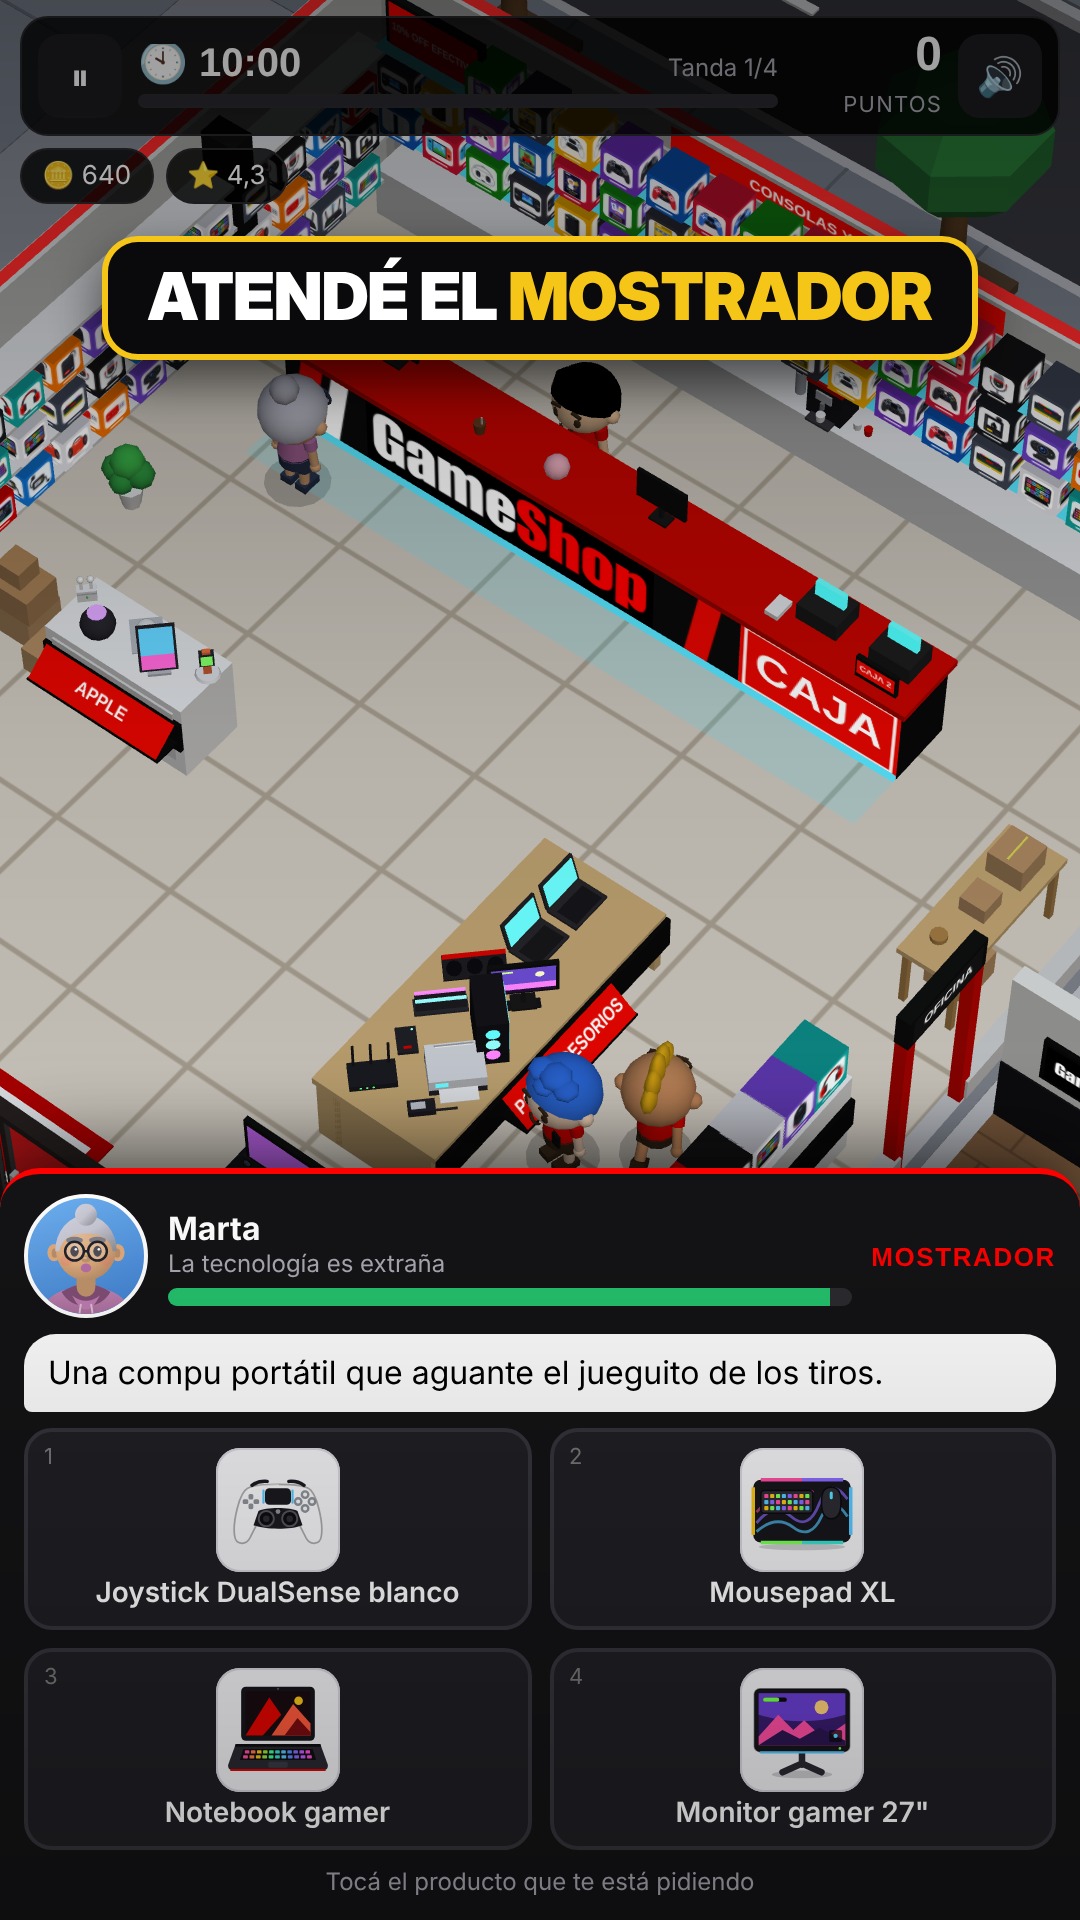 10:00
Tanda 1/4
0
PUNTOS
640
4,3
CONSOLAS Y
ATENDÉ EL MOSTRADOR
GameShop
CAJA 2
CAJA
APPLE
OFICINA
Marta
La tecnología es extraña
MOSTRADOR
Una compu portátil que aguante el jueguito de los tiros.
1
Joystick DualSense blanco
2
Mousepad XL
3
Notebook gamer
4
Monitor gamer 27"
Tocá el producto que te está pidiendo